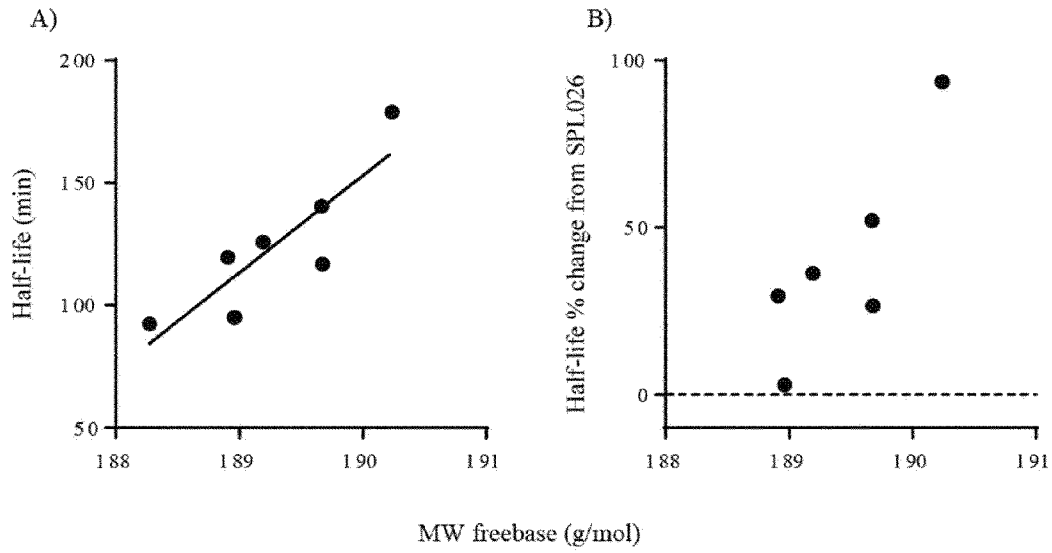 A)
200
150
100
50
188 189 190 191
Half-life (min)
B)
100
50
0
188 189 190 191
Half-life % change from SPL026
MW freebase (g/mol)